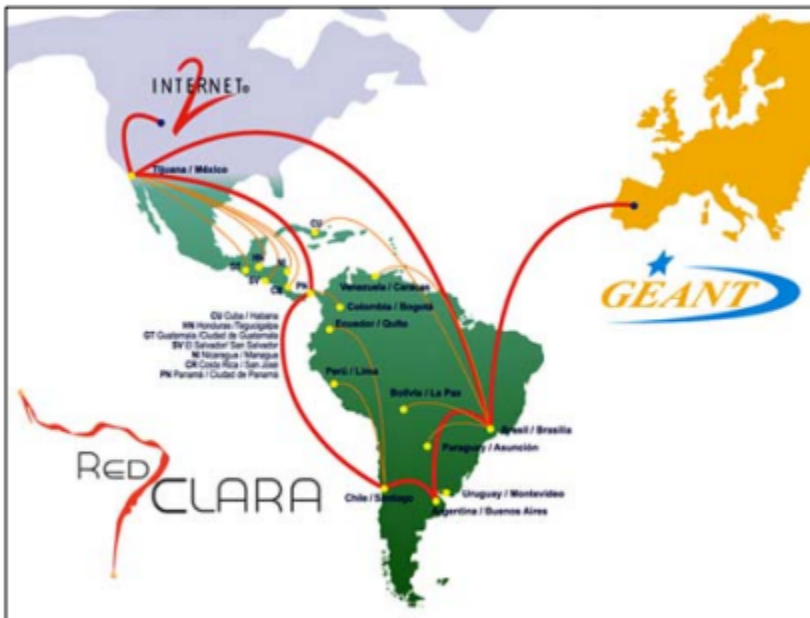 INTERNET®
2
Tijuana / México
CU
HN
GT
NI
SV
CR
PN
Venezuela / Caracas
Colombia / Bogotá
Ecuador / Quito
CU Cuba / Habana
HN Honduras /Tegucigalpa
GT Guatemala /Ciudad de Guatemala
SV El Salvador/ San Salvador
NI Nicaragua / Managua
CR Costa Rica / San José
PN Panamá / Ciudad de Panamá
Perú / Lima
Bolivia / La Paz
Brasil / Brasilia
Paraguay / Asunción
Chile / Santiago
Uruguay / Montevideo
Argentina / Buenos Aires
GEANT
RED
CLARA